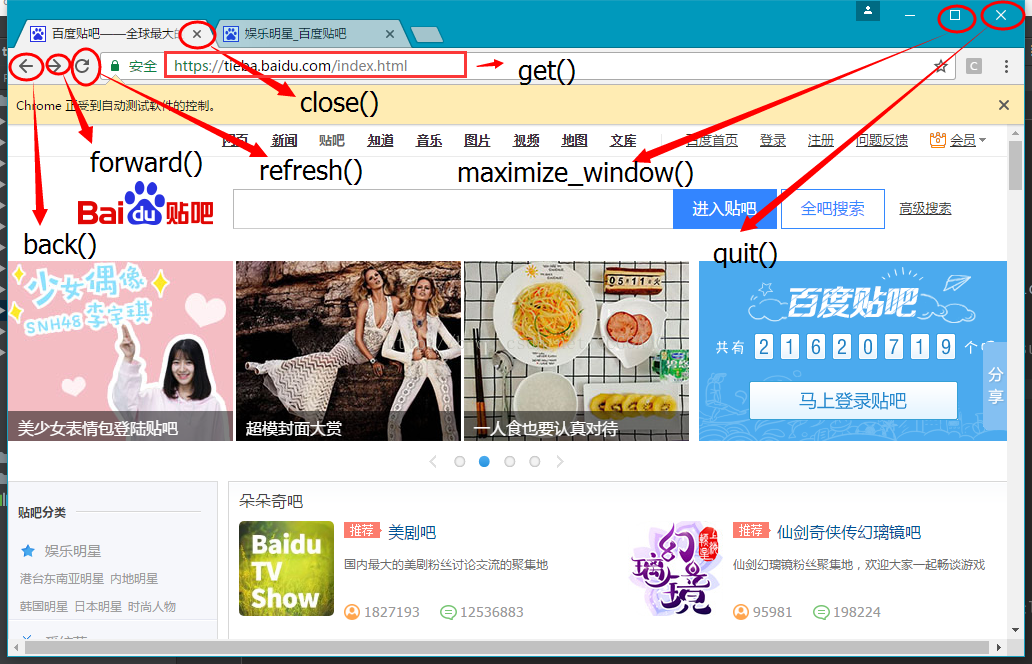 百度贴吧——全球最大的
娱乐明星_百度贴吧
安全
https://tieba.baidu.com/index.html
get()
C
Chrome 正受到自动测试软件的控制。
close()
网页 新闻 贴吧 知道 音乐 图片 视频 地图 文库 百度首页 登录 注册 问题反馈 会员
forward()
refresh()
maximize_window()
Bai du 贴吧
进入贴吧
全吧搜索
高级搜索
back()
quit()
少女偶像
SNH48 李宇琪
美少女表情包登陆贴吧
超模封面大赏
05月11日 火
一人食也要认真对待
百度贴吧
共有 2 1 6 2 0 7 1 9 个
马上登录贴吧
分享
贴吧分类
娱乐明星
港台东南亚明星 内地明星
韩国明星 日本明星 时尚人物
朵朵奇吧
Baidu
TV
Show
推荐 美剧吧
国内最大的美剧粉丝讨论交流的聚集地
1827193 12536883
幻璃境
推荐 仙剑奇侠传幻璃镜吧
仙剑幻璃镜粉丝聚集地，欢迎大家一起畅谈游戏
95981 198224